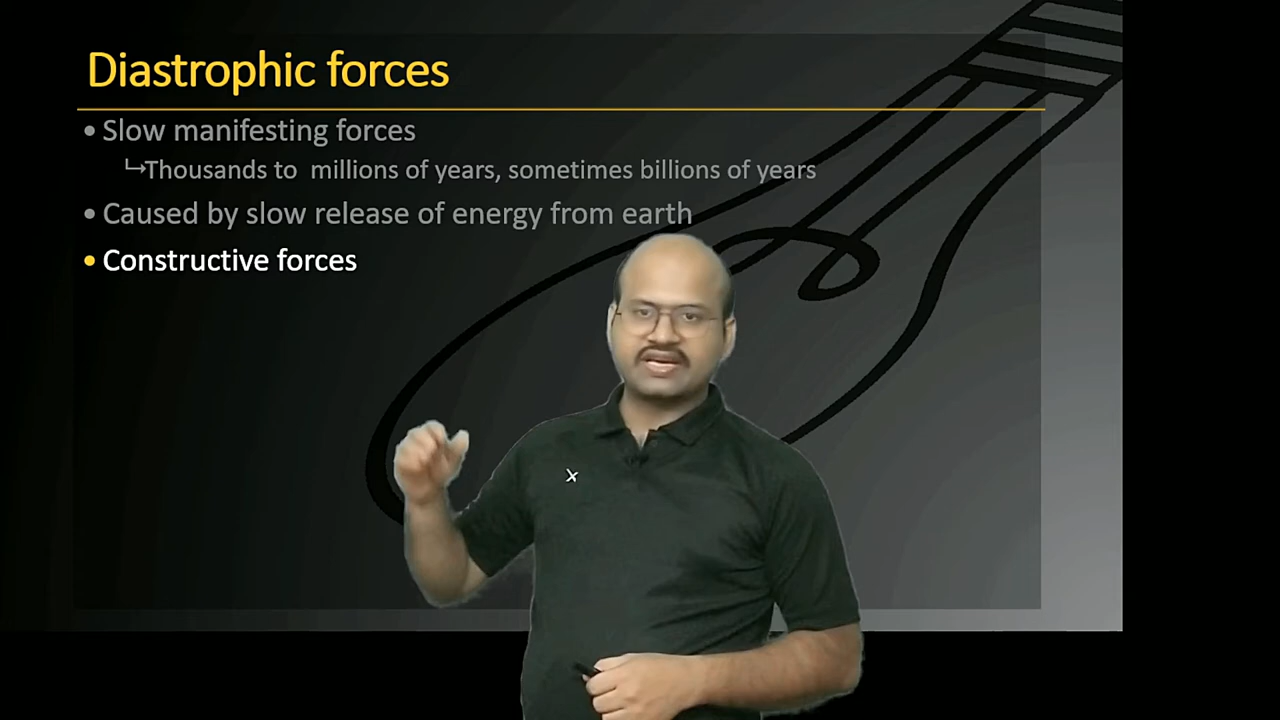 Diastrophic forces
• Slow manifesting forces
↳Thousands to millions of years, sometimes billions of years
• Caused by slow release of energy from earth
• Constructive forces